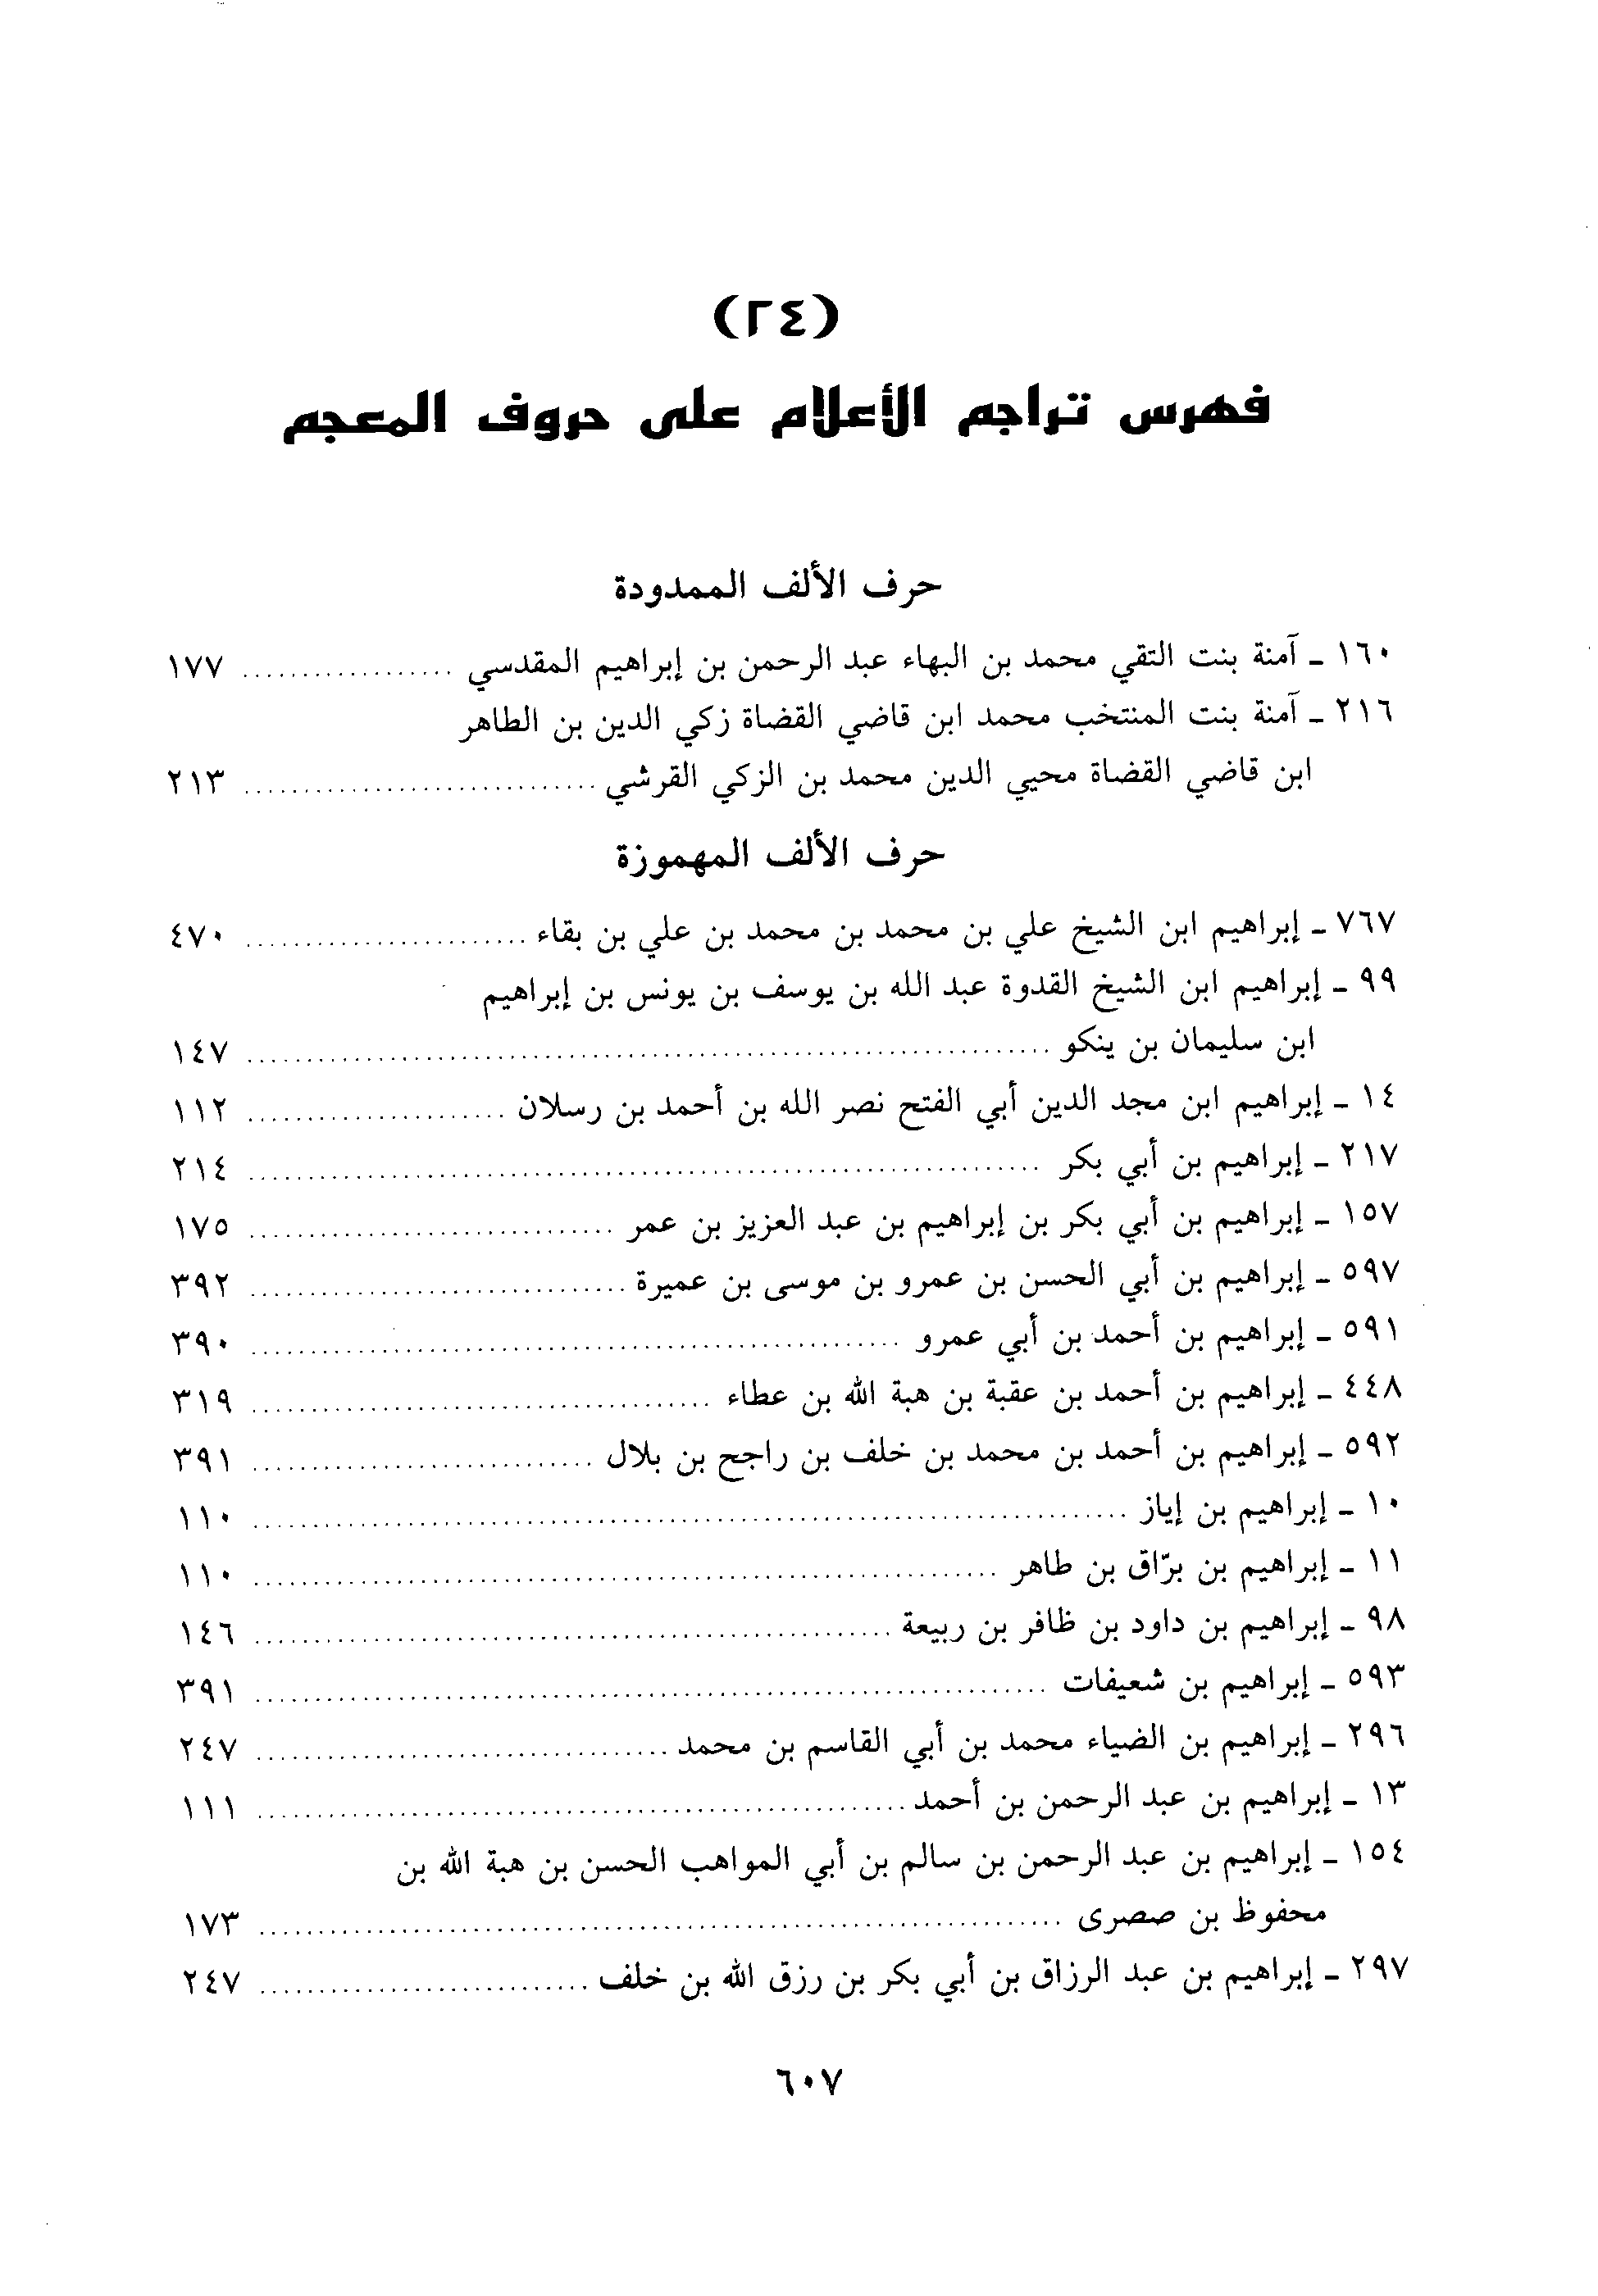 (٢٤)
فهرس تراجم الأعلام على حروف المعجم
حرف الألف الممدودة
١٦٠ ـ آمنة بنت التقي محمد بن البهاء عبد الرحمن بن إبراهيم المقدسي .................. ١٧٧
٢١٦ ـ آمنة بنت المنتخب محمد ابن قاضي القضاة زكي الدين بن الطاهر
ابن قاضي القضاة محيي الدين محمد بن الزكي القرشي .............................. ٢١٣
حرف الألف المهموزة
٧٦٧ ـ إبراهيم ابن الشيخ علي بن محمد بن محمد بن علي بن بقاء ........................ ٤٧٠
٩٩ ـ إبراهيم ابن الشيخ القدوة عبد الله بن يوسف بن يونس بن إبراهيم
ابن سليمان بن ينكو .................................................................... ١٤٧
١٤ ـ إبراهيم ابن مجد الدين أبي الفتح نصر الله بن أحمد بن رسلان ...................... ١١٢
٢١٧ ـ إبراهيم بن أبي بكر .................................................................... ٢١٤
١٥٧ ـ إبراهيم بن أبي بكر بن إبراهيم بن عبد العزيز بن عمر ............................... ١٧٥
٥٩٧ ـ إبراهيم بن أبي الحسن بن عمرو بن موسى بن عميرة ................................ ٣٩٢
٥٩١ ـ إبراهيم بن أحمد بن أبي عمرو ....................................................... ٣٩٠
٤٤٨ ـ إبراهيم بن أحمد بن عقبة بن هبة الله بن عطاء ....................................... ٣١٩
٥٩٢ ـ إبراهيم بن أحمد بن محمد بن خلف بن راجح بن بلال ............................. ٣٩١
١٠ ـ إبراهيم بن إياز .......................................................................... ١١٠
١١ ـ إبراهيم بن برّاق بن طاهر ............................................................... ١١٠
٩٨ ـ إبراهيم بن داود بن ظافر بن ربيعة ...................................................... ١٤٦
٥٩٣ ـ إبراهيم بن شعيفات ................................................................... ٣٩١
٢٩٦ ـ إبراهيم بن الضياء محمد بن أبي القاسم بن محمد ................................... ٢٤٧
١٣ ـ إبراهيم بن عبد الرحمن بن أحمد ....................................................... ١١١
١٥٤ ـ إبراهيم بن عبد الرحمن بن سالم بن أبي المواهب الحسن بن هبة الله بن
محفوظ بن صصرى .................................................................... ١٧٣
٢٩٧ ـ إبراهيم بن عبد الرزاق بن أبي بكر بن رزق الله بن خلف ............................ ٢٤٧
٦٠٧